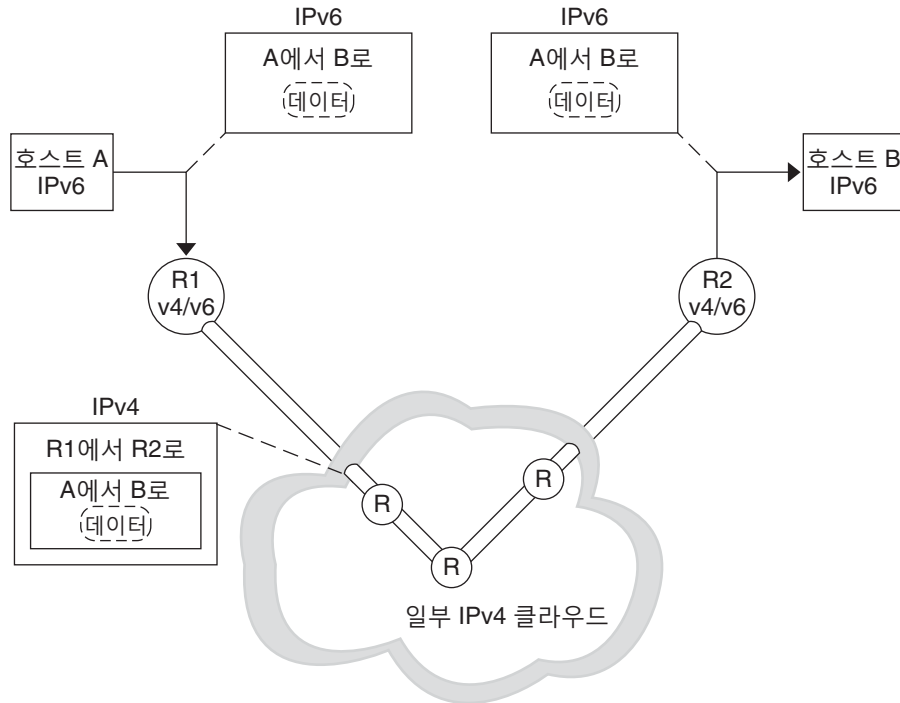 IPv6
A에서 B로
데이터
IPv6
A에서 B로
데이터
호스트 A
IPv6
호스트 B
IPv6
R1
v4/v6
R2
v4/v6
IPv4
R1에서 R2로
A에서 B로
데이터
R
R
R
일부 IPv4 클라우드